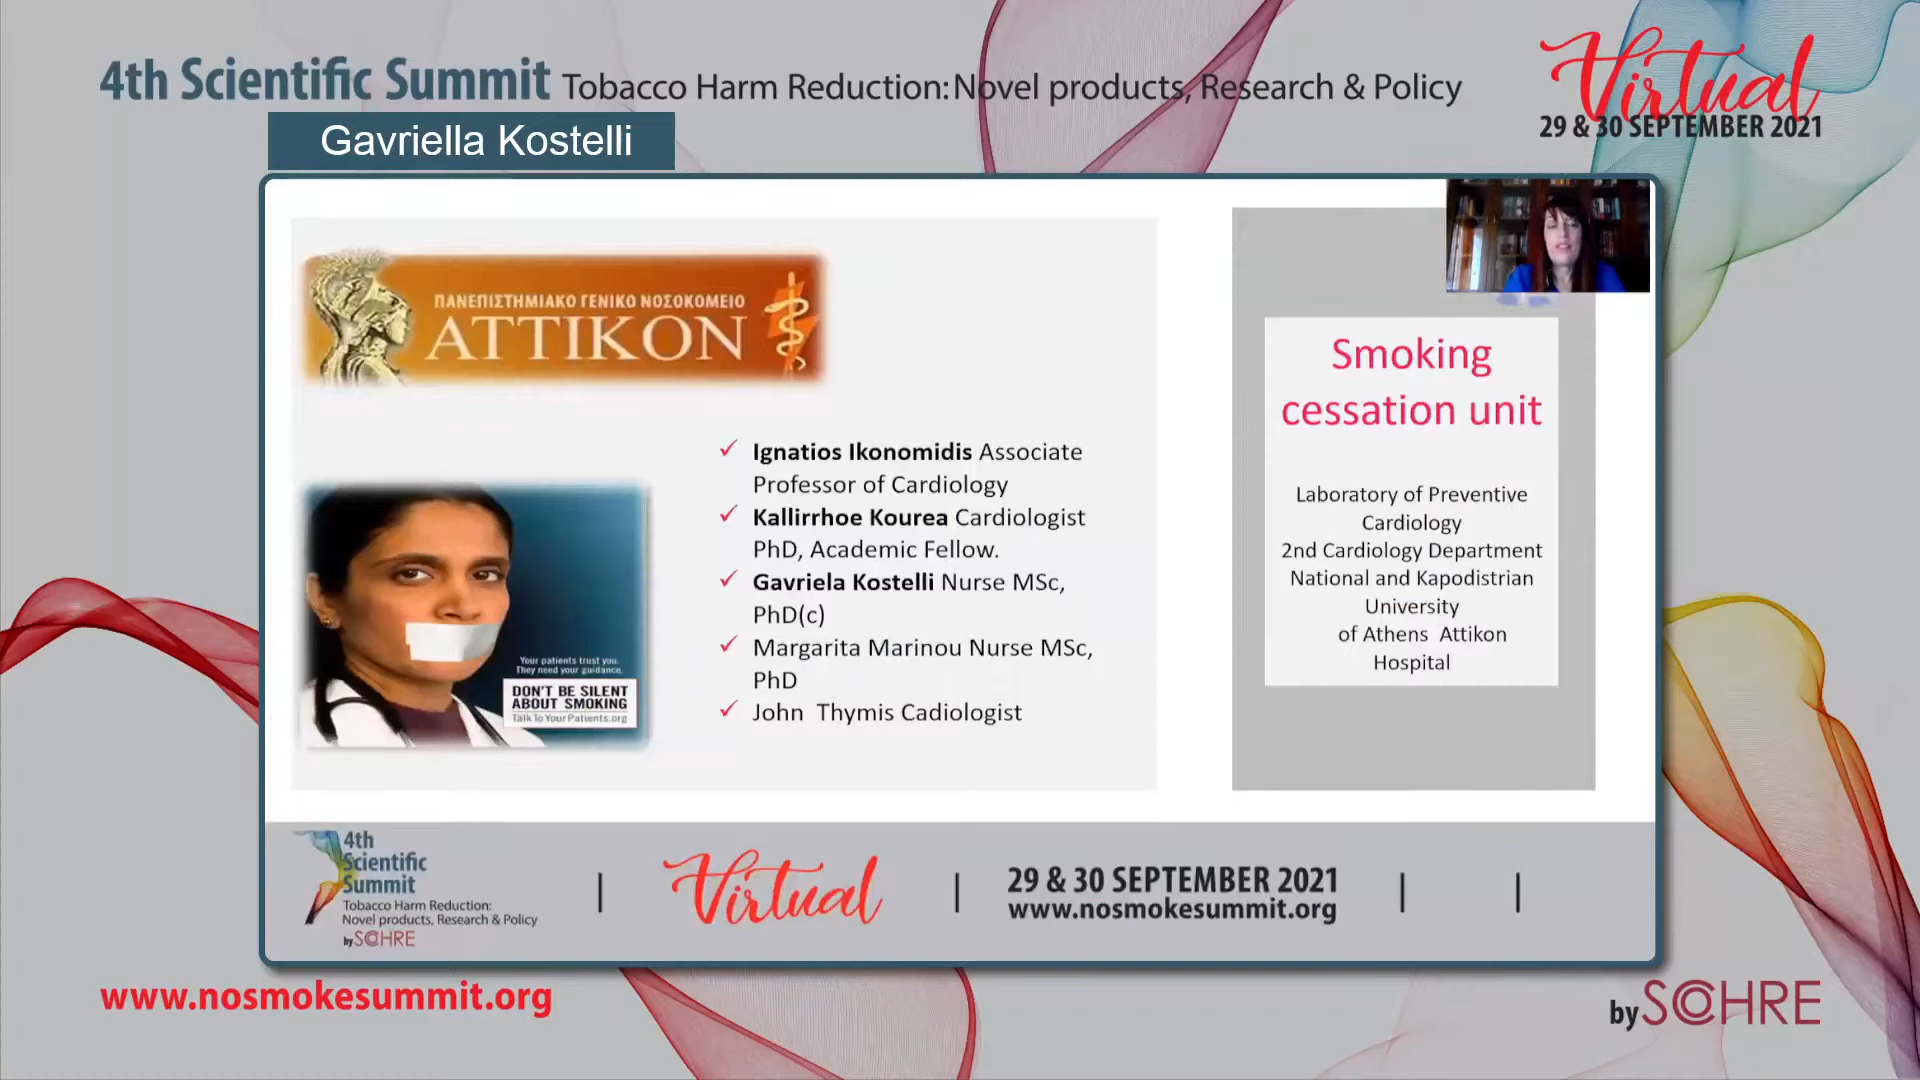 4th Scientific Summit Tobacco Harm Reduction: Novel products, Research & Policy
Virtual
29 & 30 SEPTEMBER 2021
Gavriella Kostelli
ΠΑΝΕΠΙΣΤΗΜΙΑΚΟ ΓΕΝΙΚΟ ΝΟΣΟΚΟΜΕΙΟ
ΑΤΤΙΚΟΝ
Your patients trust you.
They need your guidance.
DON'T BE SILENT
ABOUT SMOKING
TalkToYourPatients.org
✓ Ignatios Ikonomidis Associate
Professor of Cardiology
✓ Kallirrhoe Kourea Cardiologist
PhD, Academic Fellow.
✓ Gavriela Kostelli Nurse MSc,
PhD(c)
✓ Margarita Marinou Nurse MSc,
PhD
✓ John Thymis Cadiologist
Smoking
cessation unit
Laboratory of Preventive
Cardiology
2nd Cardiology Department
National and Kapodistrian
University
of Athens Attikon
Hospital
4th
Scientific
Summit
Tobacco Harm Reduction:
Novel products, Research & Policy
by SCOHRE
Virtual
29 & 30 SEPTEMBER 2021
www.nosmokesummit.org
www.nosmokesummit.org
by SCOHRE